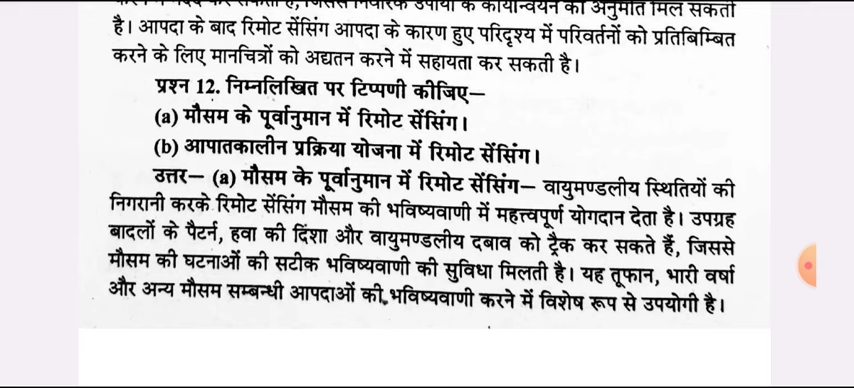 है। आपदा के बाद रिमोट सेंसिंग आपदा के कारण हुए परिदृश्य में परिवर्तनों को प्रतिबिम्बित
करने के लिए मानचित्रों को अद्यतन करने में सहायता कर सकती है।
प्रश्न 12. निम्नलिखित पर टिप्पणी कीजिए—
(a) मौसम के पूर्वानुमान में रिमोट सेंसिंग।
(b) आपातकालीन प्रक्रिया योजना में रिमोट सेंसिंग।
उत्तर— (a) मौसम के पूर्वानुमान में रिमोट सेंसिंग— वायुमण्डलीय स्थितियों की
निगरानी करके रिमोट सेंसिंग मौसम की भविष्यवाणी में महत्त्वपूर्ण योगदान देता है। उपग्रह
बादलों के पैटर्न, हवा की दिंशा और वायुमण्डलीय दबाव को ट्रैक कर सकते हैं, जिससे
मौसम की घटनाओं की सटीक भविष्यवाणी की सुविधा मिलती है। यह तूफान, भारी वर्षा
और अन्य मौसम सम्बन्धी आपदाओं की भविष्यवाणी करने में विशेष रूप से उपयोगी है।